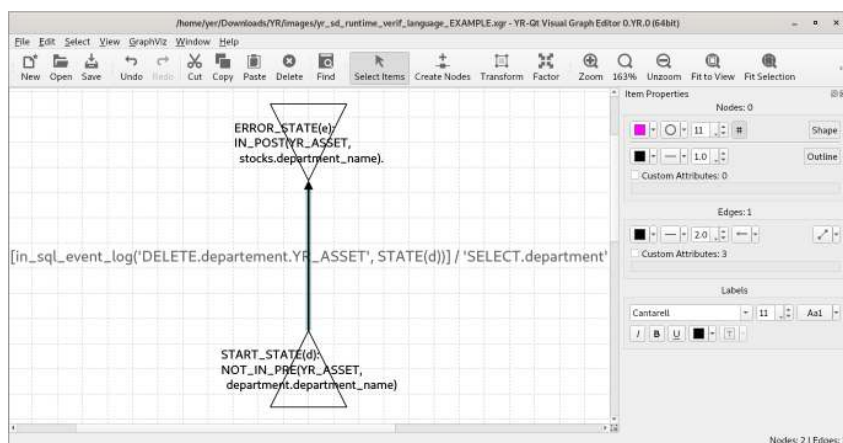 /home/yer/Downloads/YR/images/yr_sd_runtime_verif_language_EXAMPLE.xgr - YR-Qt Visual Graph Editor 0.YR.0 (64bit)
File Edit Select View GraphViz Window Help
New Open Save Undo Redo Cut Copy Paste Delete Find Select Items Create Nodes Transform Factor Zoom 163% Unzoom Fit to View Fit Selection
Item Properties
Nodes: 0
11 # Shape
1.0 Outline
Custom Attributes: 0
Edges: 1
2.0
Custom Attributes: 3
Labels
Cantarell 11 Aa1
I B U T
ERROR_STATE(e):
IN_POST(YR_ASSET,
stocks.department_name).
[in_sql_event_log('DELETE.departement.YR_ASSET', STATE(d))] / 'SELECT.department'
START_STATE(d):
NOT_IN_PRE(YR_ASSET,
department.department_name)
Nodes: 2 | Edges: